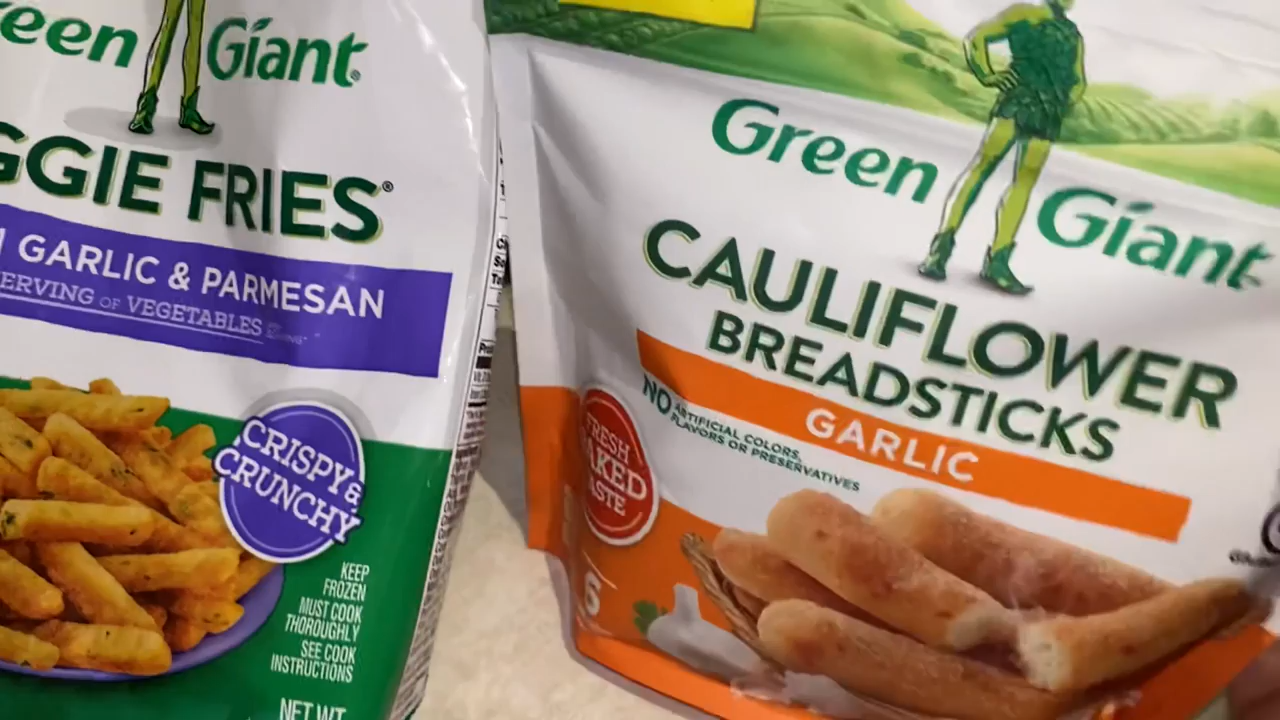 een Giant
GGIE FRIES®
GARLIC & PARMESAN
ERVING OF VEGETABLES
CRISPY &
CRUNCHY
KEEP
FROZEN
MUST COOK
THOROUGHLY
SEE COOK
INSTRUCTIONS
NET WT
Green Giant
CAULIFLOWER
BREADSTICKS
GARLIC
NO ARTIFICIAL COLORS,
FLAVORS OR PRESERVATIVES
FRESH
BAKED
TASTE
6